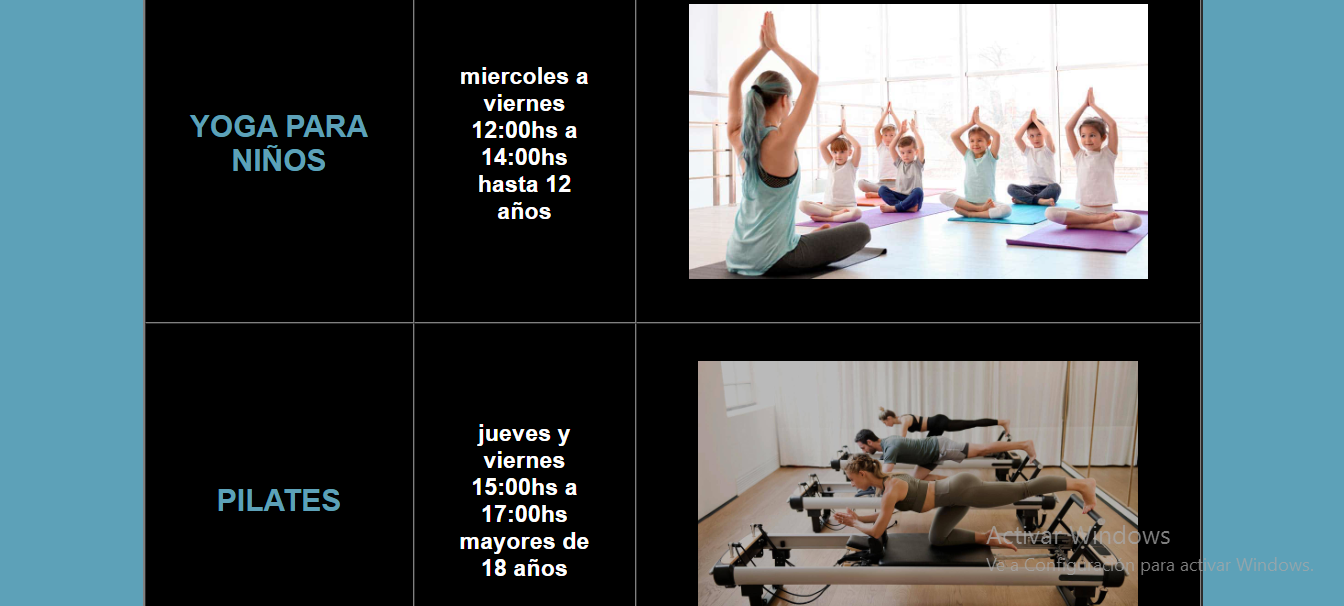 YOGA PARA
NIÑOS
miercoles a
viernes
12:00hs a
14:00hs
hasta 12
años
PILATES
jueves y
viernes
15:00hs a
17:00hs
mayores de
18 años
Activar Windows
Ve a Configuración para activar Windows.